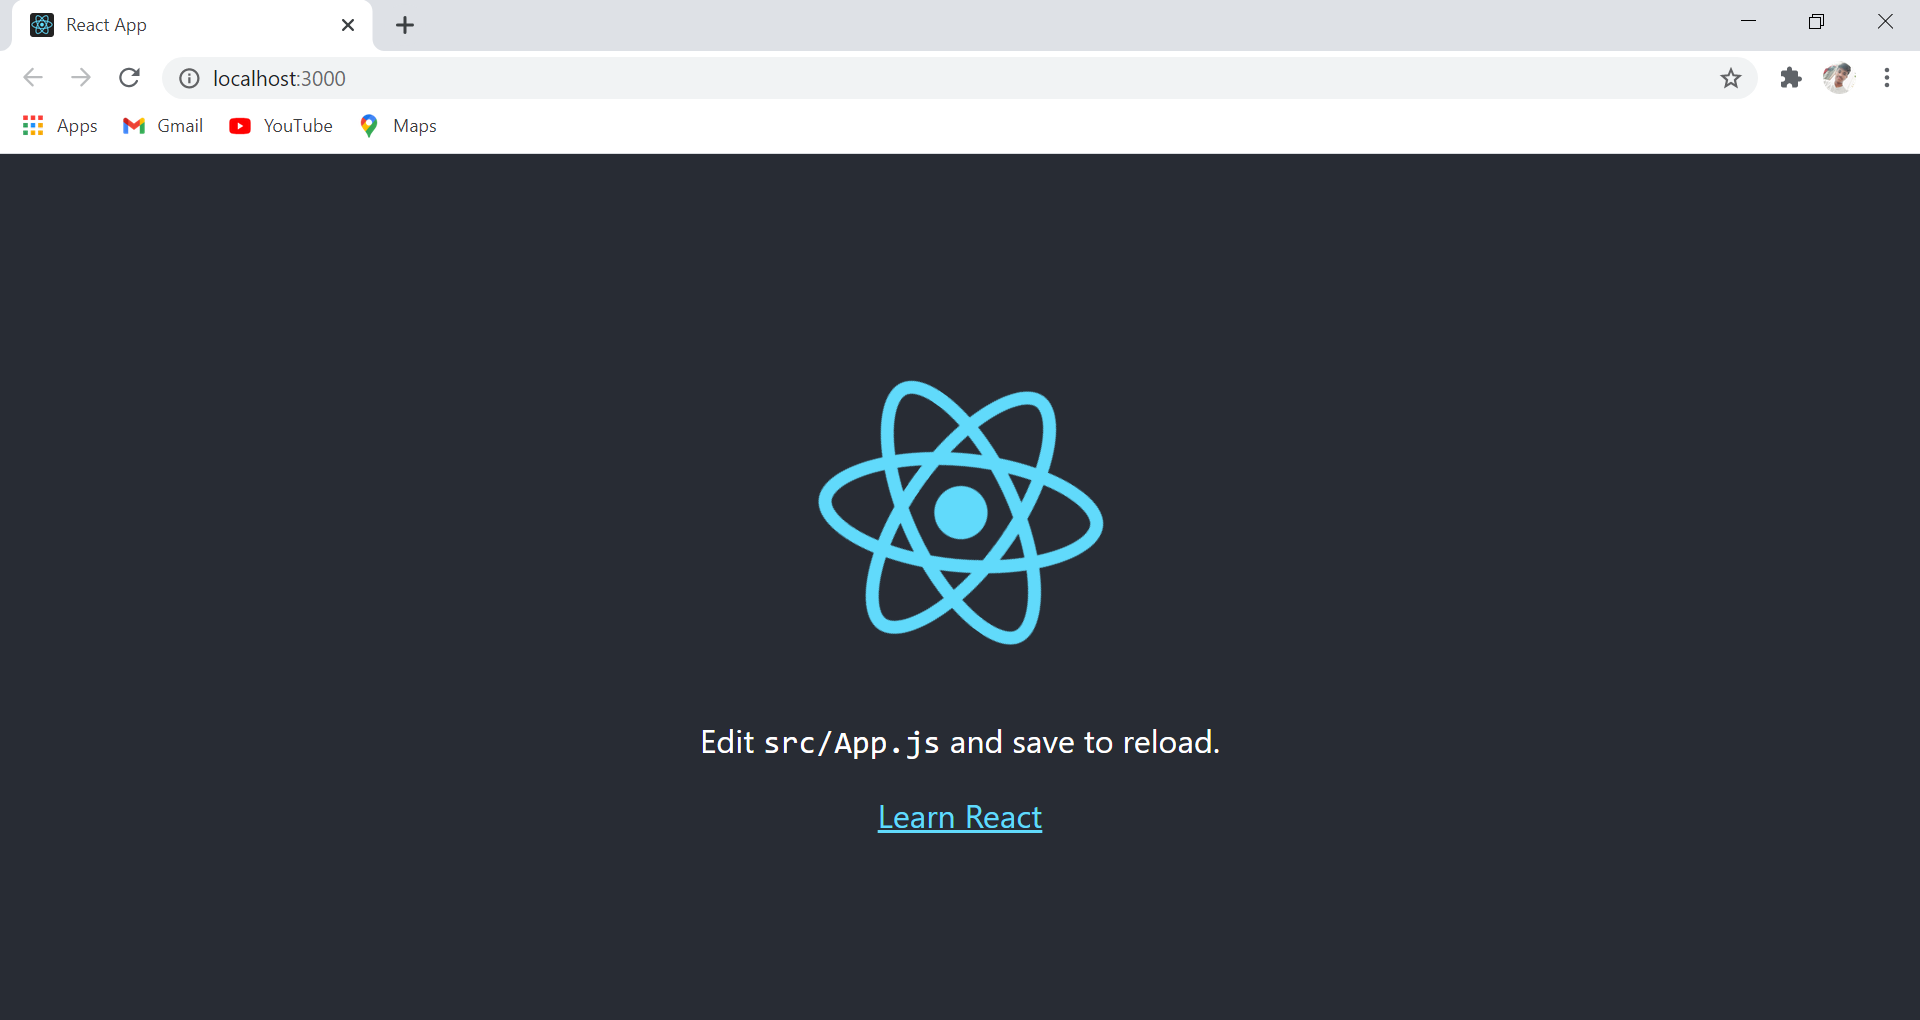 React App
localhost:3000
Apps Gmail YouTube Maps
Edit src/App.js and save to reload.
Learn React